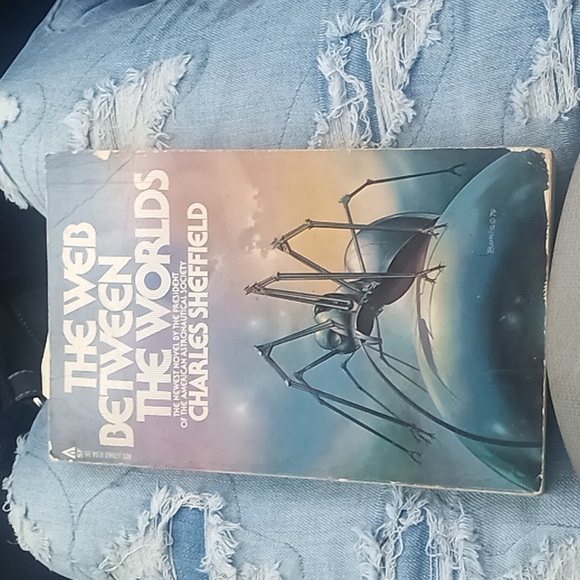 THE WEB
BETWEEN
THE WORLDS
THE NEWEST NOVEL BY THE PRESIDENT
OF THE AMERICAN ASTRONAUTICAL SOCIETY
CHARLES SHEFFIELD